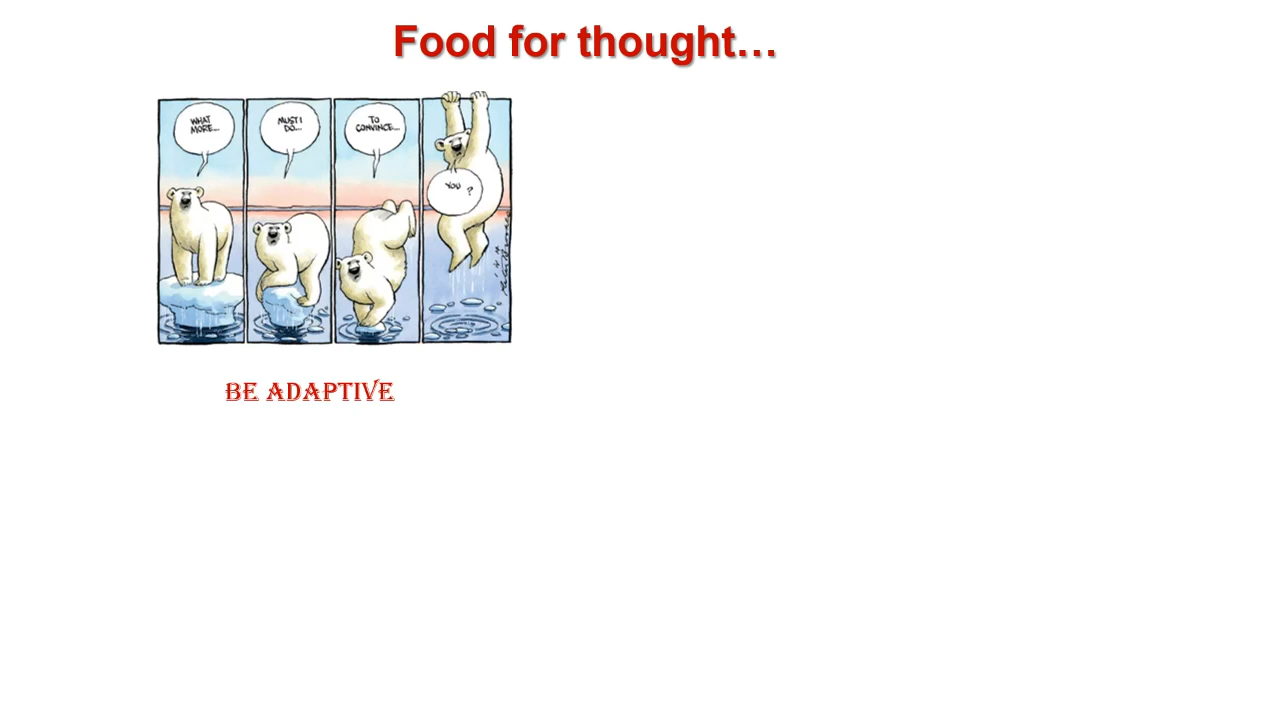 Food for thought…
WHAT
MORE...
MUST I
DO...
TO
CONVINCE...
YOU ?
BE ADAPTIVE